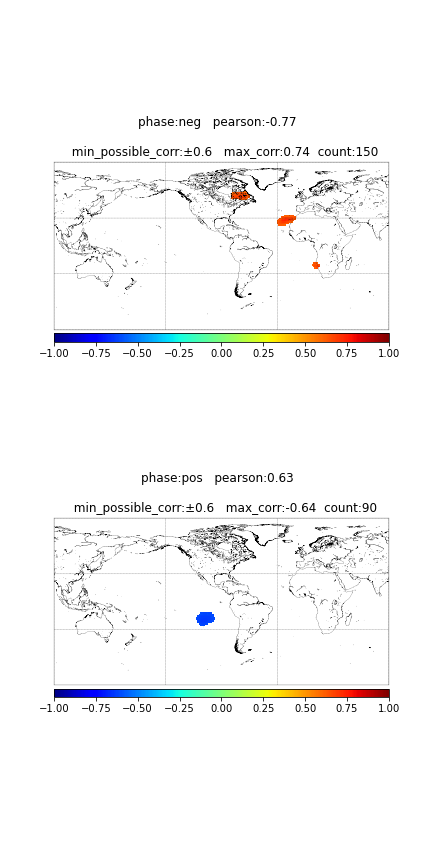 phase:neg   pearson:-0.77
min_possible_corr:±0.6   max_corr:0.74  count:150
−1.00 −0.75 −0.50 −0.25 0.00 0.25 0.50 0.75 1.00
phase:pos   pearson:0.63
min_possible_corr:±0.6   max_corr:-0.64  count:90
−1.00 −0.75 −0.50 −0.25 0.00 0.25 0.50 0.75 1.00